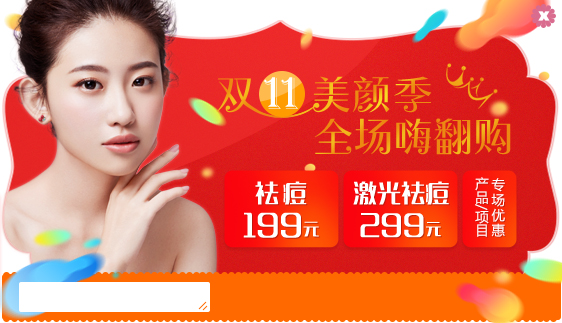 双11美颜季
全场嗨翻购
祛痘
199元
激光祛痘
299元
专场优惠
产品/项目
X